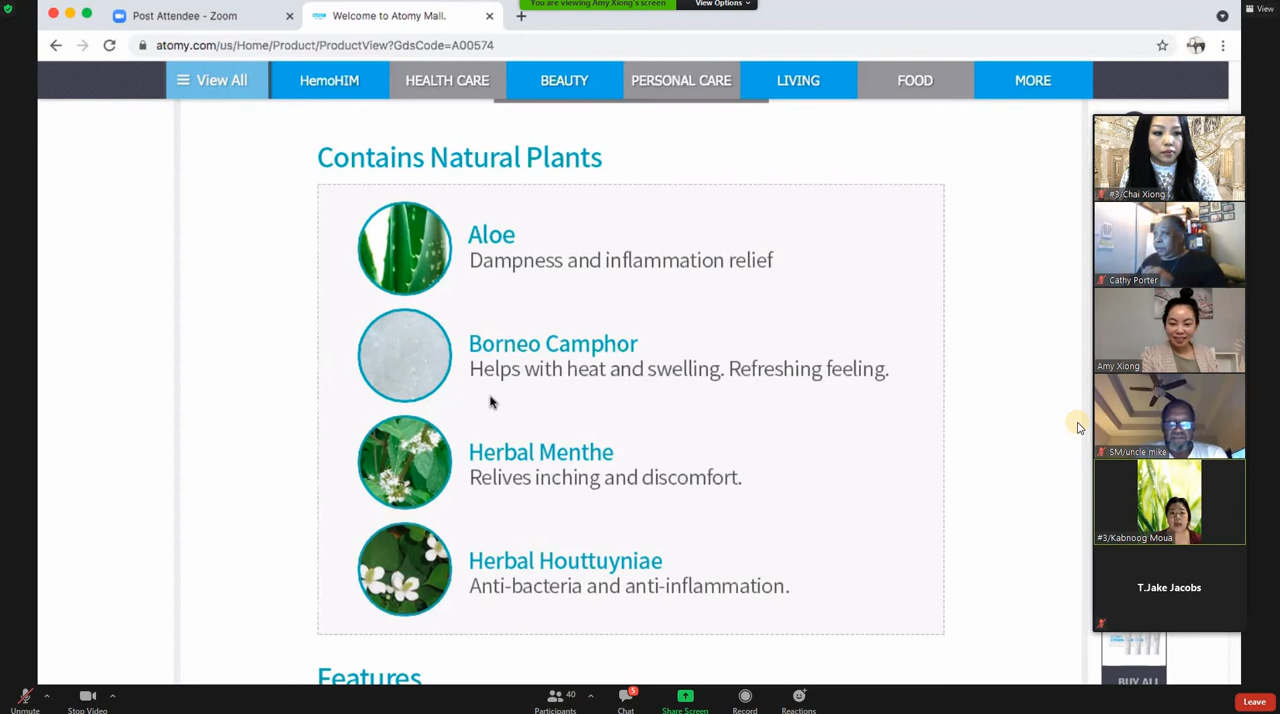 You are viewing Amy Xiong's screen
View Options
View
Post Attendee - Zoom
Welcome to Atomy Mall.
atomy.com/us/Home/Product/ProductView?GdsCode=A00574
View All
HemoHIM
HEALTH CARE
BEAUTY
PERSONAL CARE
LIVING
FOOD
MORE
Contains Natural Plants
Aloe
Dampness and inflammation relief
Borneo Camphor
Helps with heat and swelling. Refreshing feeling.
Herbal Menthe
Relives inching and discomfort.
Herbal Houttuyniae
Anti-bacteria and anti-inflammation.
Features
#3/Chai Xiong
Cathy Porter
Amy Xiong
SM/uncle mike
#3/Kabnoog Moua
T.Jake Jacobs
BUY ALL
Unmute
Stop Video
Participants
40
Chat
5
Share Screen
Record
Reactions
Leave